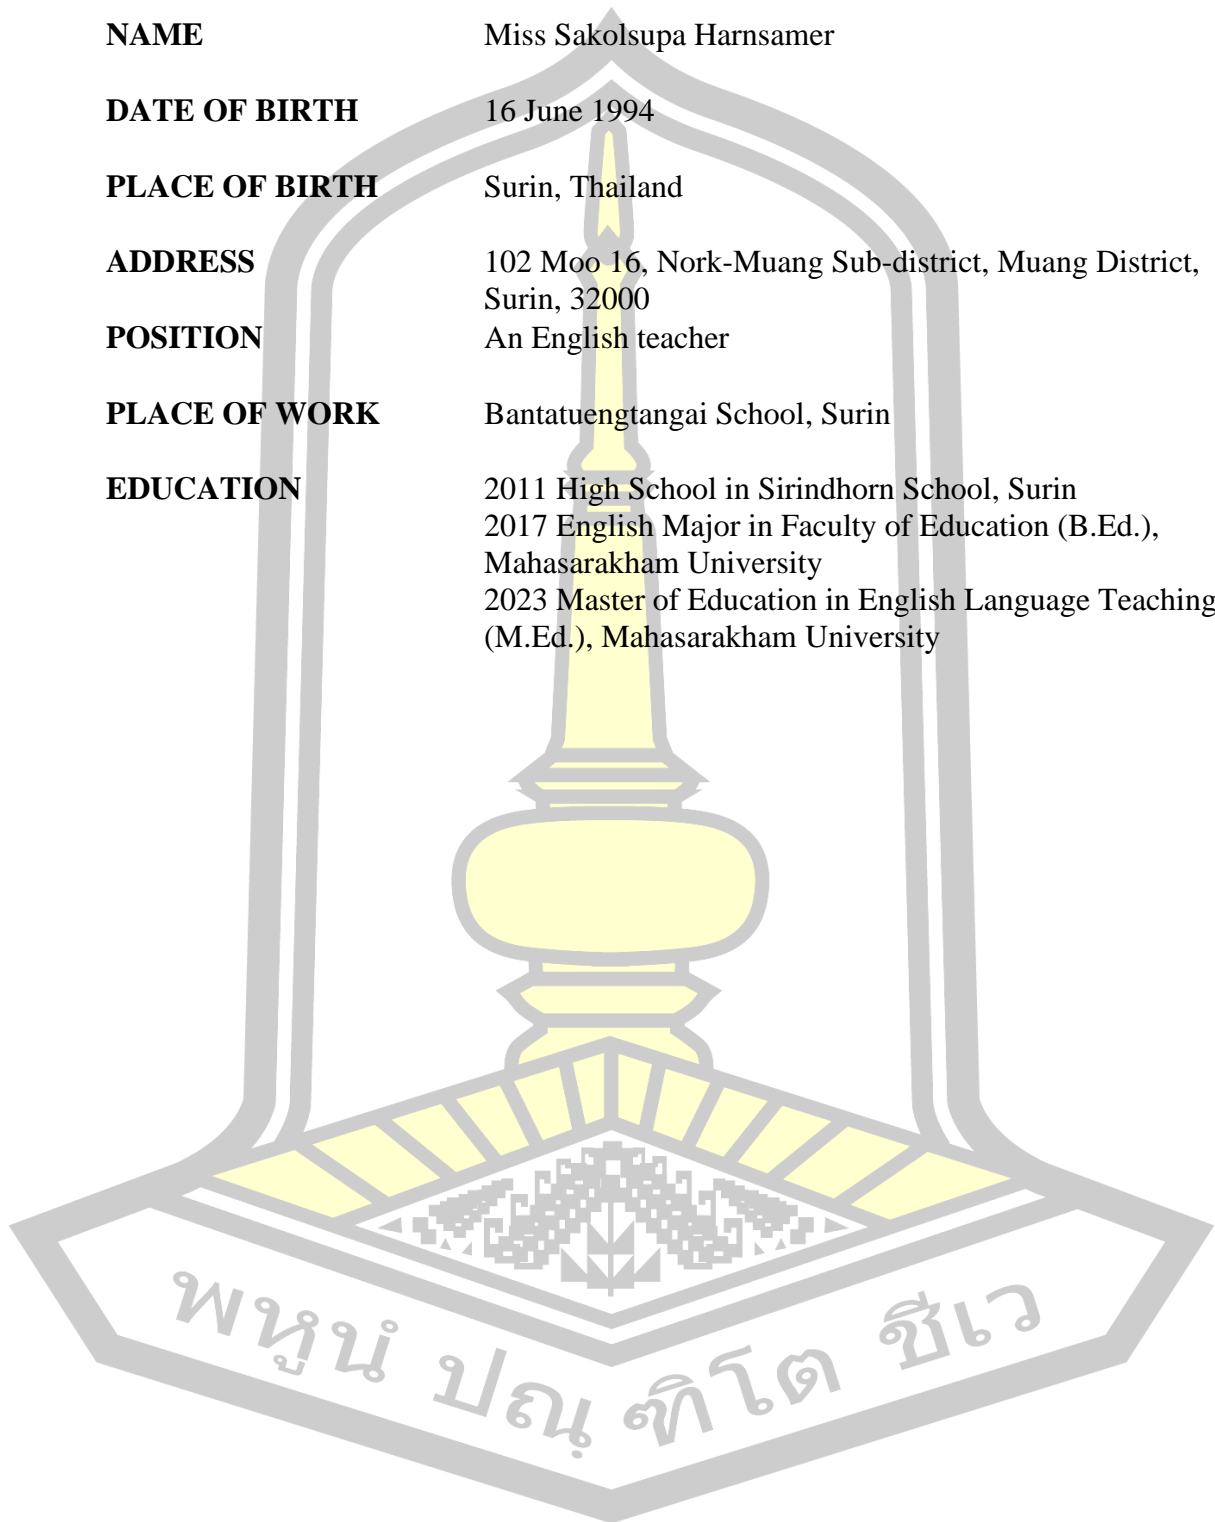 NAME Miss Sakolsupa Harnsamer
DATE OF BIRTH 16 June 1994
PLACE OF BIRTH Surin, Thailand
ADDRESS 102 Moo 16, Nork-Muang Sub-district, Muang District,
Surin, 32000
POSITION An English teacher
PLACE OF WORK Bantatuengtangai School, Surin
EDUCATION 2011 High School in Sirindhorn School, Surin
2017 English Major in Faculty of Education (B.Ed.),
Mahasarakham University
2023 Master of Education in English Language Teaching
(M.Ed.), Mahasarakham University
พหูนํ ปณฺ ฑิโต ชีเว